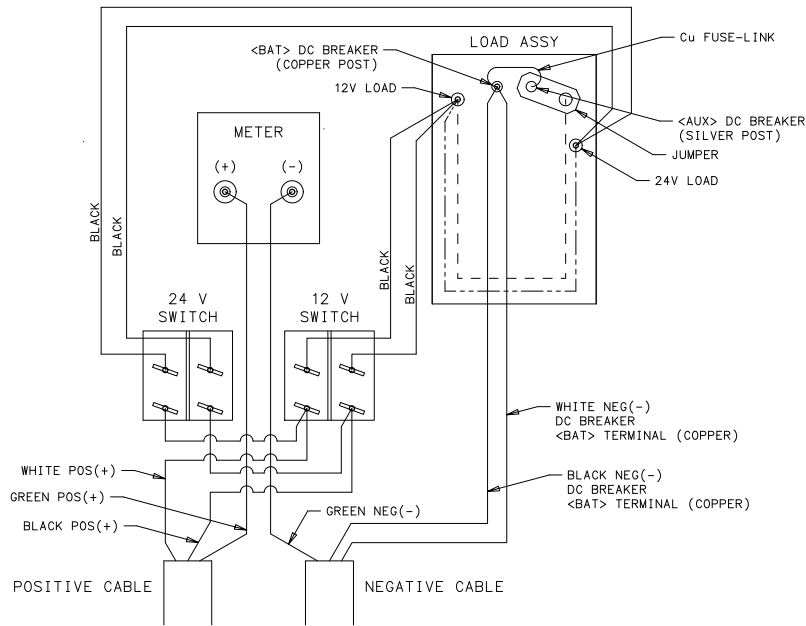 LOAD ASSY
Cu FUSE-LINK
<BAT> DC BREAKER
(COPPER POST)
12V LOAD
<AUX> DC BREAKER
(SILVER POST)
JUMPER
24V LOAD
METER
(+) (-)
BLACK
BLACK
BLACK
BLACK
24 V
SWITCH
12 V
SWITCH
WHITE NEG(-)
DC BREAKER
<BAT> TERMINAL (COPPER)
WHITE POS(+)
GREEN POS(+)
BLACK POS(+)
BLACK NEG(-)
DC BREAKER
<BAT> TERMINAL (COPPER)
GREEN NEG(-)
POSITIVE CABLE
NEGATIVE CABLE